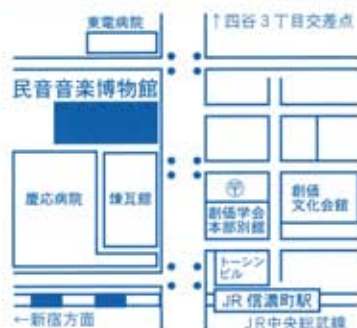 東電病院
↑四谷3丁目交差点
民音音楽博物館
慶応病院
煉瓦館
〒
創価学会
本部別館
創価
文化会館
トーシン
ビル
JR 信濃町駅
←新宿方面
JR中央総武線